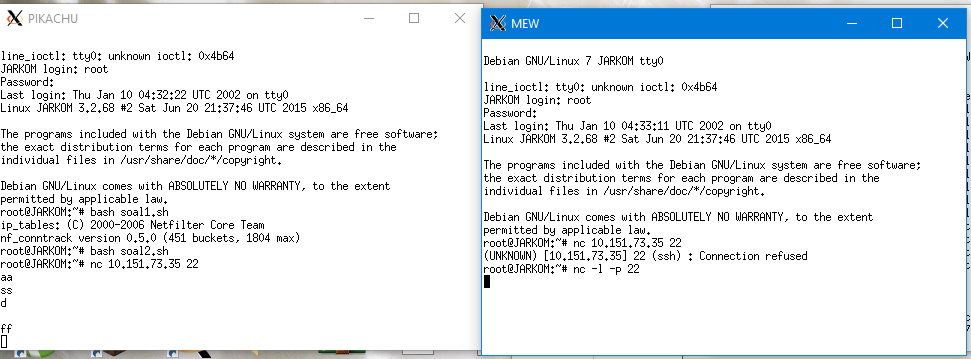 PIKACHU
line_ioctl: tty0: unknown ioctl: 0x4b64
JARKOM login: root
Password:
Last login: Thu Jan 10 04:32:22 UTC 2002 on tty0
Linux JARKOM 3.2.68 #2 Sat Jun 20 21:37:46 UTC 2015 x86_64
The programs included with the Debian GNU/Linux system are free software;
the exact distribution terms for each program are described in the
individual files in /usr/share/doc/*/copyright.
Debian GNU/Linux comes with ABSOLUTELY NO WARRANTY, to the extent
permitted by applicable law.
root@JARKOM:~# bash soal1.sh
ip_tables: (C) 2000-2006 Netfilter Core Team
nf_conntrack version 0.5.0 (451 buckets, 1804 max)
root@JARKOM:~# bash soal2.sh
root@JARKOM:~# nc 10.151.73.35 22
aa
ss
d
ff
MEW
Debian GNU/Linux 7 JARKOM tty0
line_ioctl: tty0: unknown ioctl: 0x4b64
JARKOM login: root
Password:
Last login: Thu Jan 10 04:33:11 UTC 2002 on tty0
Linux JARKOM 3.2.68 #2 Sat Jun 20 21:37:46 UTC 2015 x86_64
The programs included with the Debian GNU/Linux system are free software;
the exact distribution terms for each program are described in the
individual files in /usr/share/doc/*/copyright.
Debian GNU/Linux comes with ABSOLUTELY NO WARRANTY, to the extent
permitted by applicable law.
root@JARKOM:~# nc 10.151.73.35 22
(UNKNOWN) [10.151.73.35] 22 (ssh) : Connection refused
root@JARKOM:~# nc -l -p 22